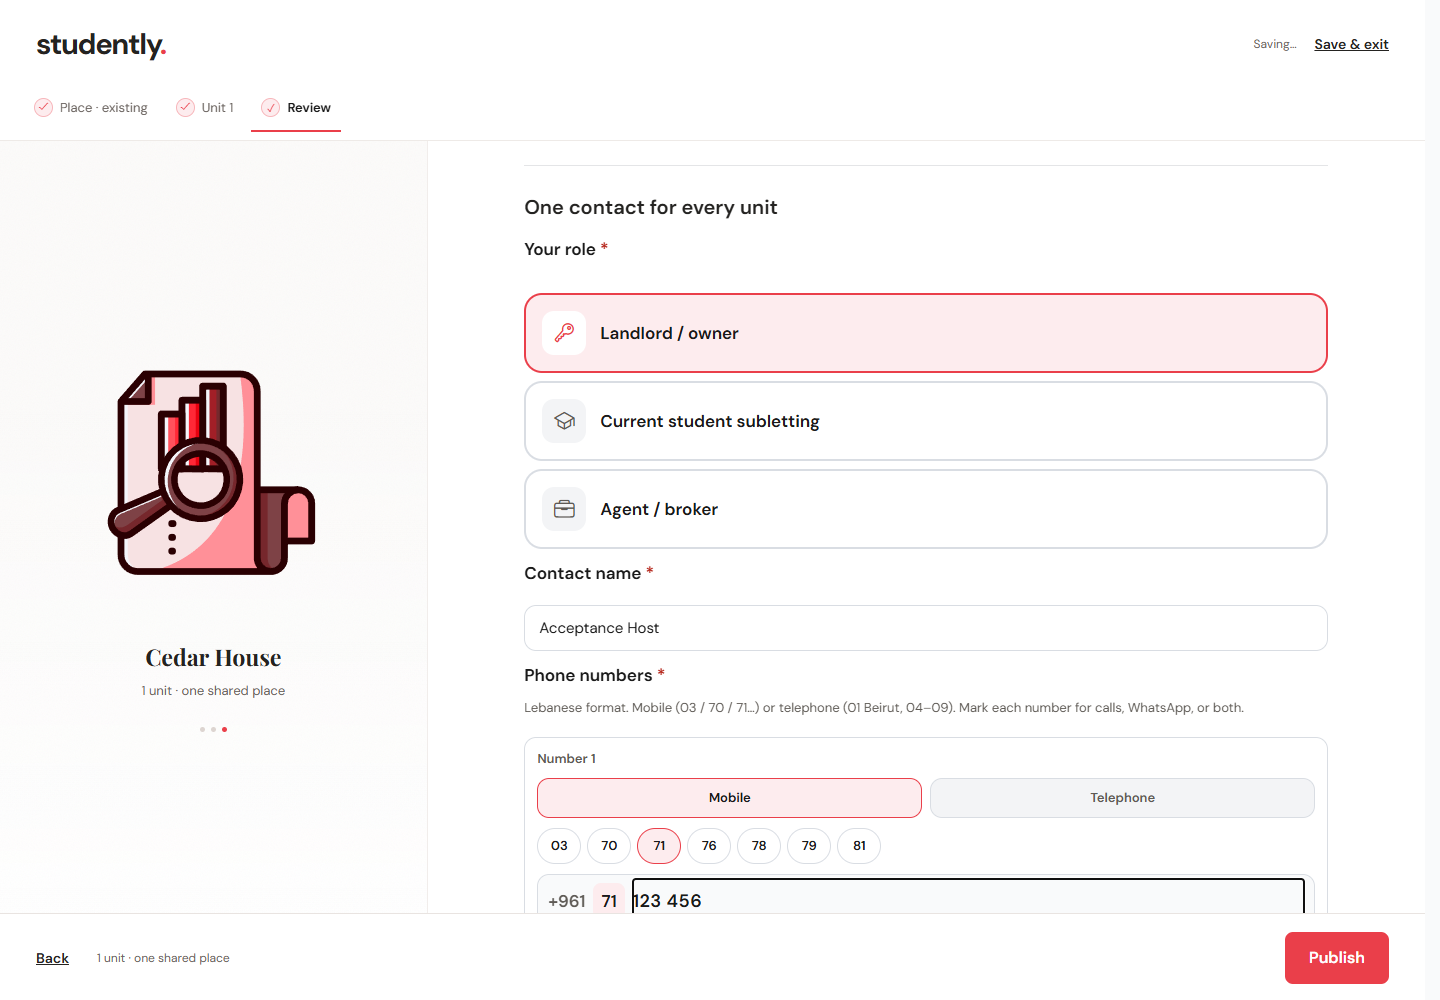 studently.
Saving... Save & exit
Place · existing Unit 1 Review
One contact for every unit
Your role *
Landlord / owner
Current student subletting
Agent / broker
Contact name *
Acceptance Host
Phone numbers *
Lebanese format. Mobile (03 / 70 / 71...) or telephone (01 Beirut, 04–09). Mark each number for calls, WhatsApp, or both.
Number 1
Mobile Telephone
03 70 71 76 78 79 81
+961 71 123 456
Cedar House
1 unit · one shared place
Back 1 unit · one shared place Publish